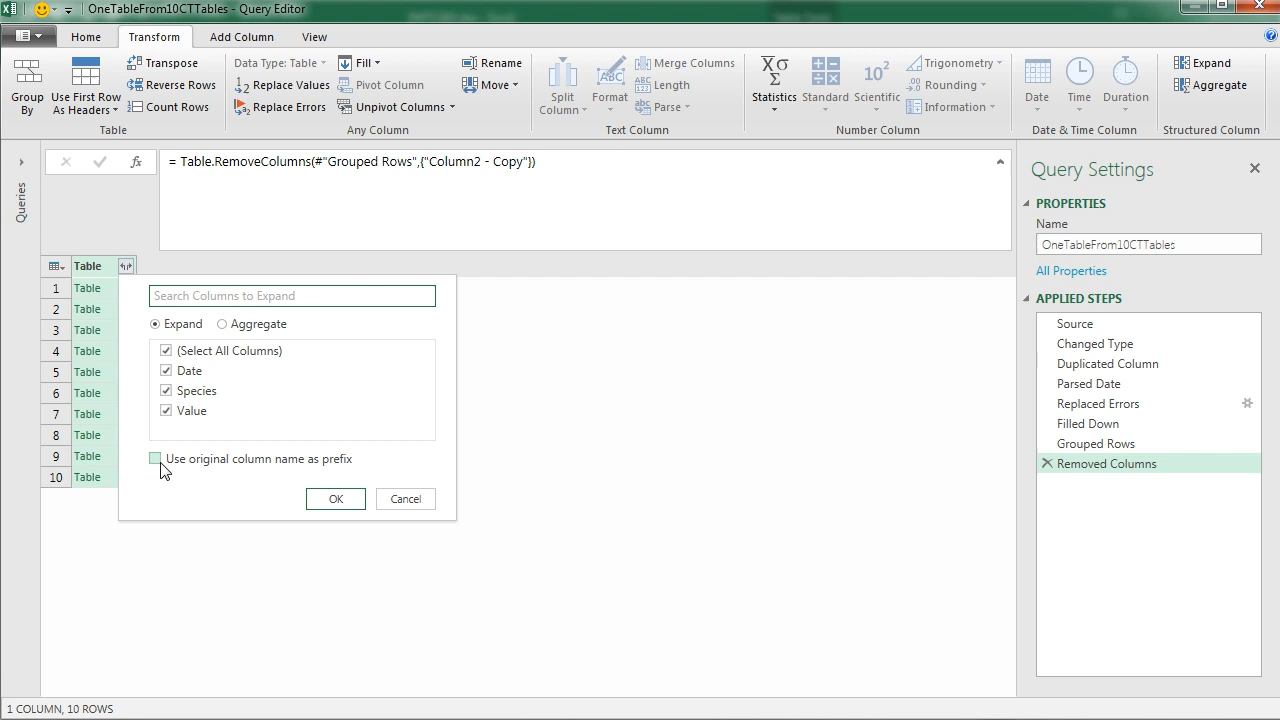 OneTableFrom10CTTables - Query Editor
Home
Transform
Add Column
View
Group By
Use First Row As Headers
Transpose
Reverse Rows
Count Rows
Table
Data Type: Table
Replace Values
Replace Errors
Fill
Pivot Column
Unpivot Columns
Rename
Move
Any Column
Split Column
Format
Merge Columns
Length
Parse
Text Column
Statistics
Standard
Scientific
Trigonometry
Rounding
Information
Number Column
Date
Time
Duration
Date & Time Column
Expand
Aggregate
Structured Column
Queries
fx
= Table.RemoveColumns(#"Grouped Rows",{"Column2 - Copy"})
Table
1 Table
2 Table
3 Table
4 Table
5 Table
6 Table
7 Table
8 Table
9 Table
10 Table
Search Columns to Expand
Expand
Aggregate
(Select All Columns)
Date
Species
Value
Use original column name as prefix
OK
Cancel
Query Settings
PROPERTIES
Name
OneTableFrom10CTTables
All Properties
APPLIED STEPS
Source
Changed Type
Duplicated Column
Parsed Date
Replaced Errors
Filled Down
Grouped Rows
Removed Columns
1 COLUMN, 10 ROWS